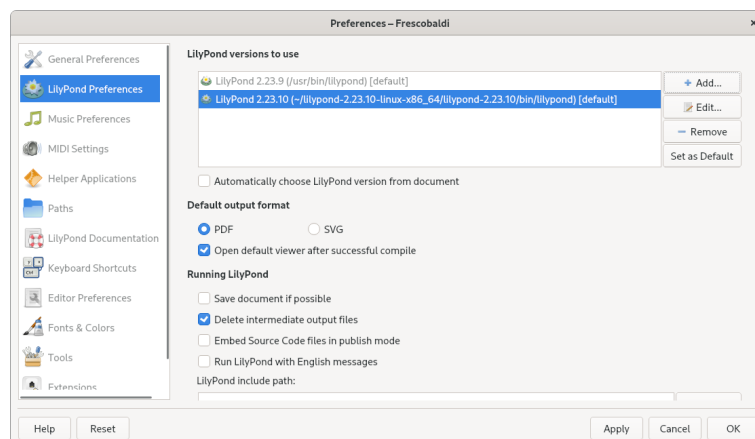 Preferences – Frescobaldi
General Preferences
LilyPond Preferences
Music Preferences
MIDI Settings
Helper Applications
Paths
LilyPond Documentation
Keyboard Shortcuts
Editor Preferences
Fonts & Colors
Tools
Extensions
LilyPond versions to use
LilyPond 2.23.9 (/usr/bin/lilypond) [default]
LilyPond 2.23.10 (~/lilypond-2.23.10-linux-x86_64/lilypond-2.23.10/bin/lilypond) [default]
Add...
Edit...
Remove
Set as Default
Automatically choose LilyPond version from document
Default output format
PDF
SVG
Open default viewer after successful compile
Running LilyPond
Save document if possible
Delete intermediate output files
Embed Source Code files in publish mode
Run LilyPond with English messages
LilyPond include path:
Help
Reset
Apply
Cancel
OK